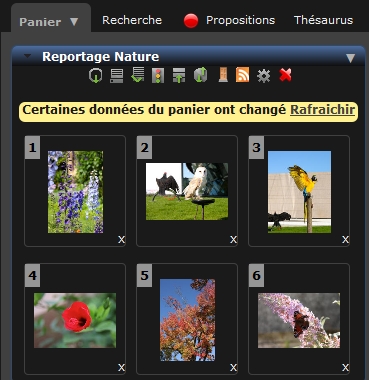 Panier ▼ Recherche Propositions Thésaurus
Reportage Nature
Certaines données du panier ont changé Rafraichir
1 2 3
x x x
4 5 6
x x x